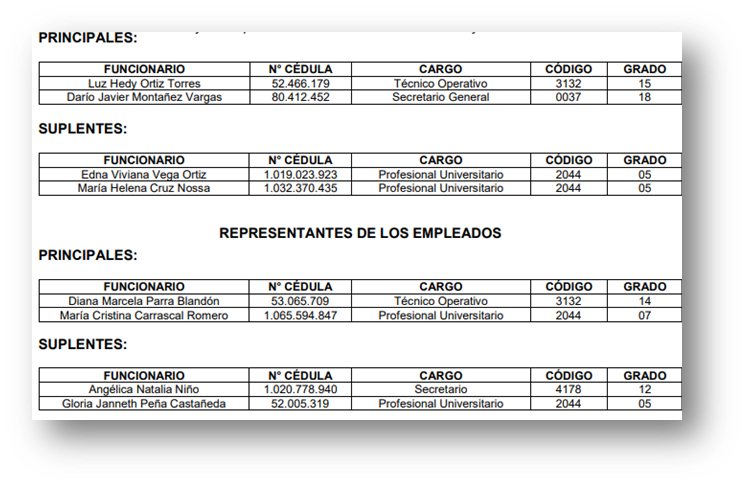 PRINCIPALES:
FUNCIONARIO N° CÉDULA CARGO CÓDIGO GRADO
Luz Hedy Ortiz Torres 52.466.179 Técnico Operativo 3132 15
Darío Javier Montañez Vargas 80.412.452 Secretario General 0037 18
SUPLENTES:
FUNCIONARIO N° CÉDULA CARGO CÓDIGO GRADO
Edna Viviana Vega Ortiz 1.019.023.923 Profesional Universitario 2044 05
María Helena Cruz Nossa 1.032.370.435 Profesional Universitario 2044 05
REPRESENTANTES DE LOS EMPLEADOS
PRINCIPALES:
FUNCIONARIO N° CÉDULA CARGO CÓDIGO GRADO
Diana Marcela Parra Blandón 53.065.709 Técnico Operativo 3132 14
María Cristina Carrascal Romero 1.065.594.847 Profesional Universitario 2044 07
SUPLENTES:
FUNCIONARIO N° CÉDULA CARGO CÓDIGO GRADO
Angélica Natalia Niño 1.020.778.940 Secretario 4178 12
Gloria Janneth Peña Castañeda 52.005.319 Profesional Universitario 2044 05